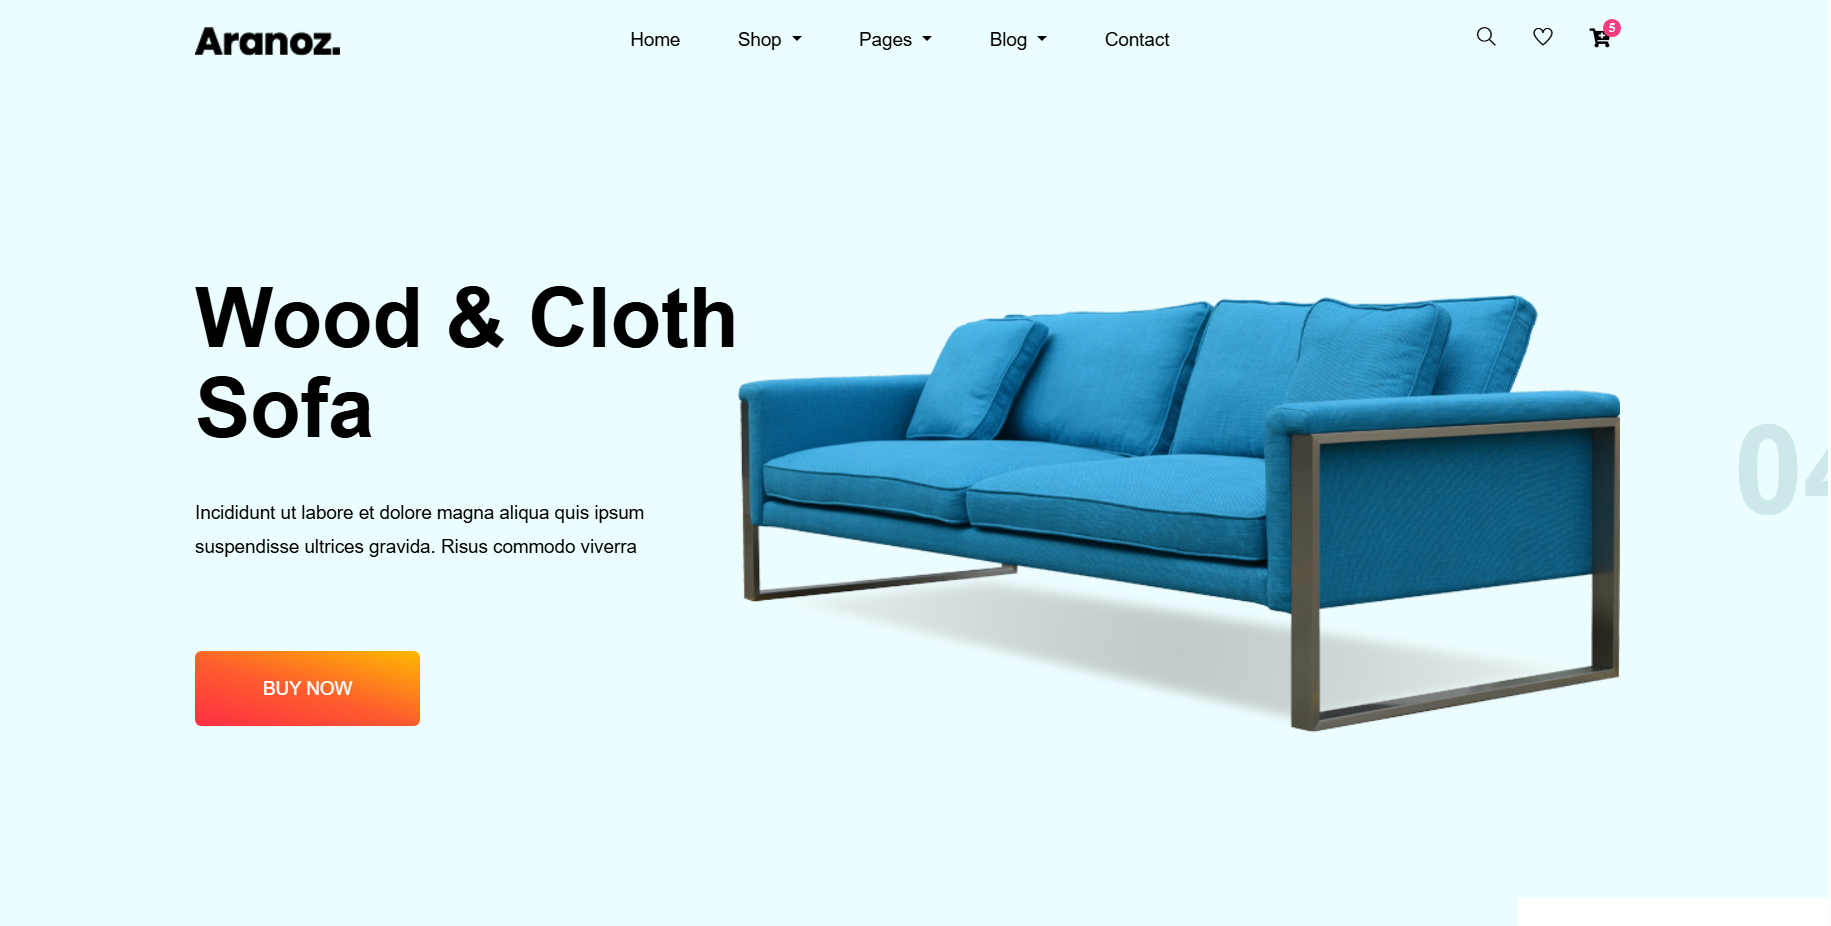 Aranoz.
Home Shop Pages Blog Contact
5
Wood & Cloth
Sofa
Incididunt ut labore et dolore magna aliqua quis ipsum
suspendisse ultrices gravida. Risus commodo viverra
BUY NOW
04